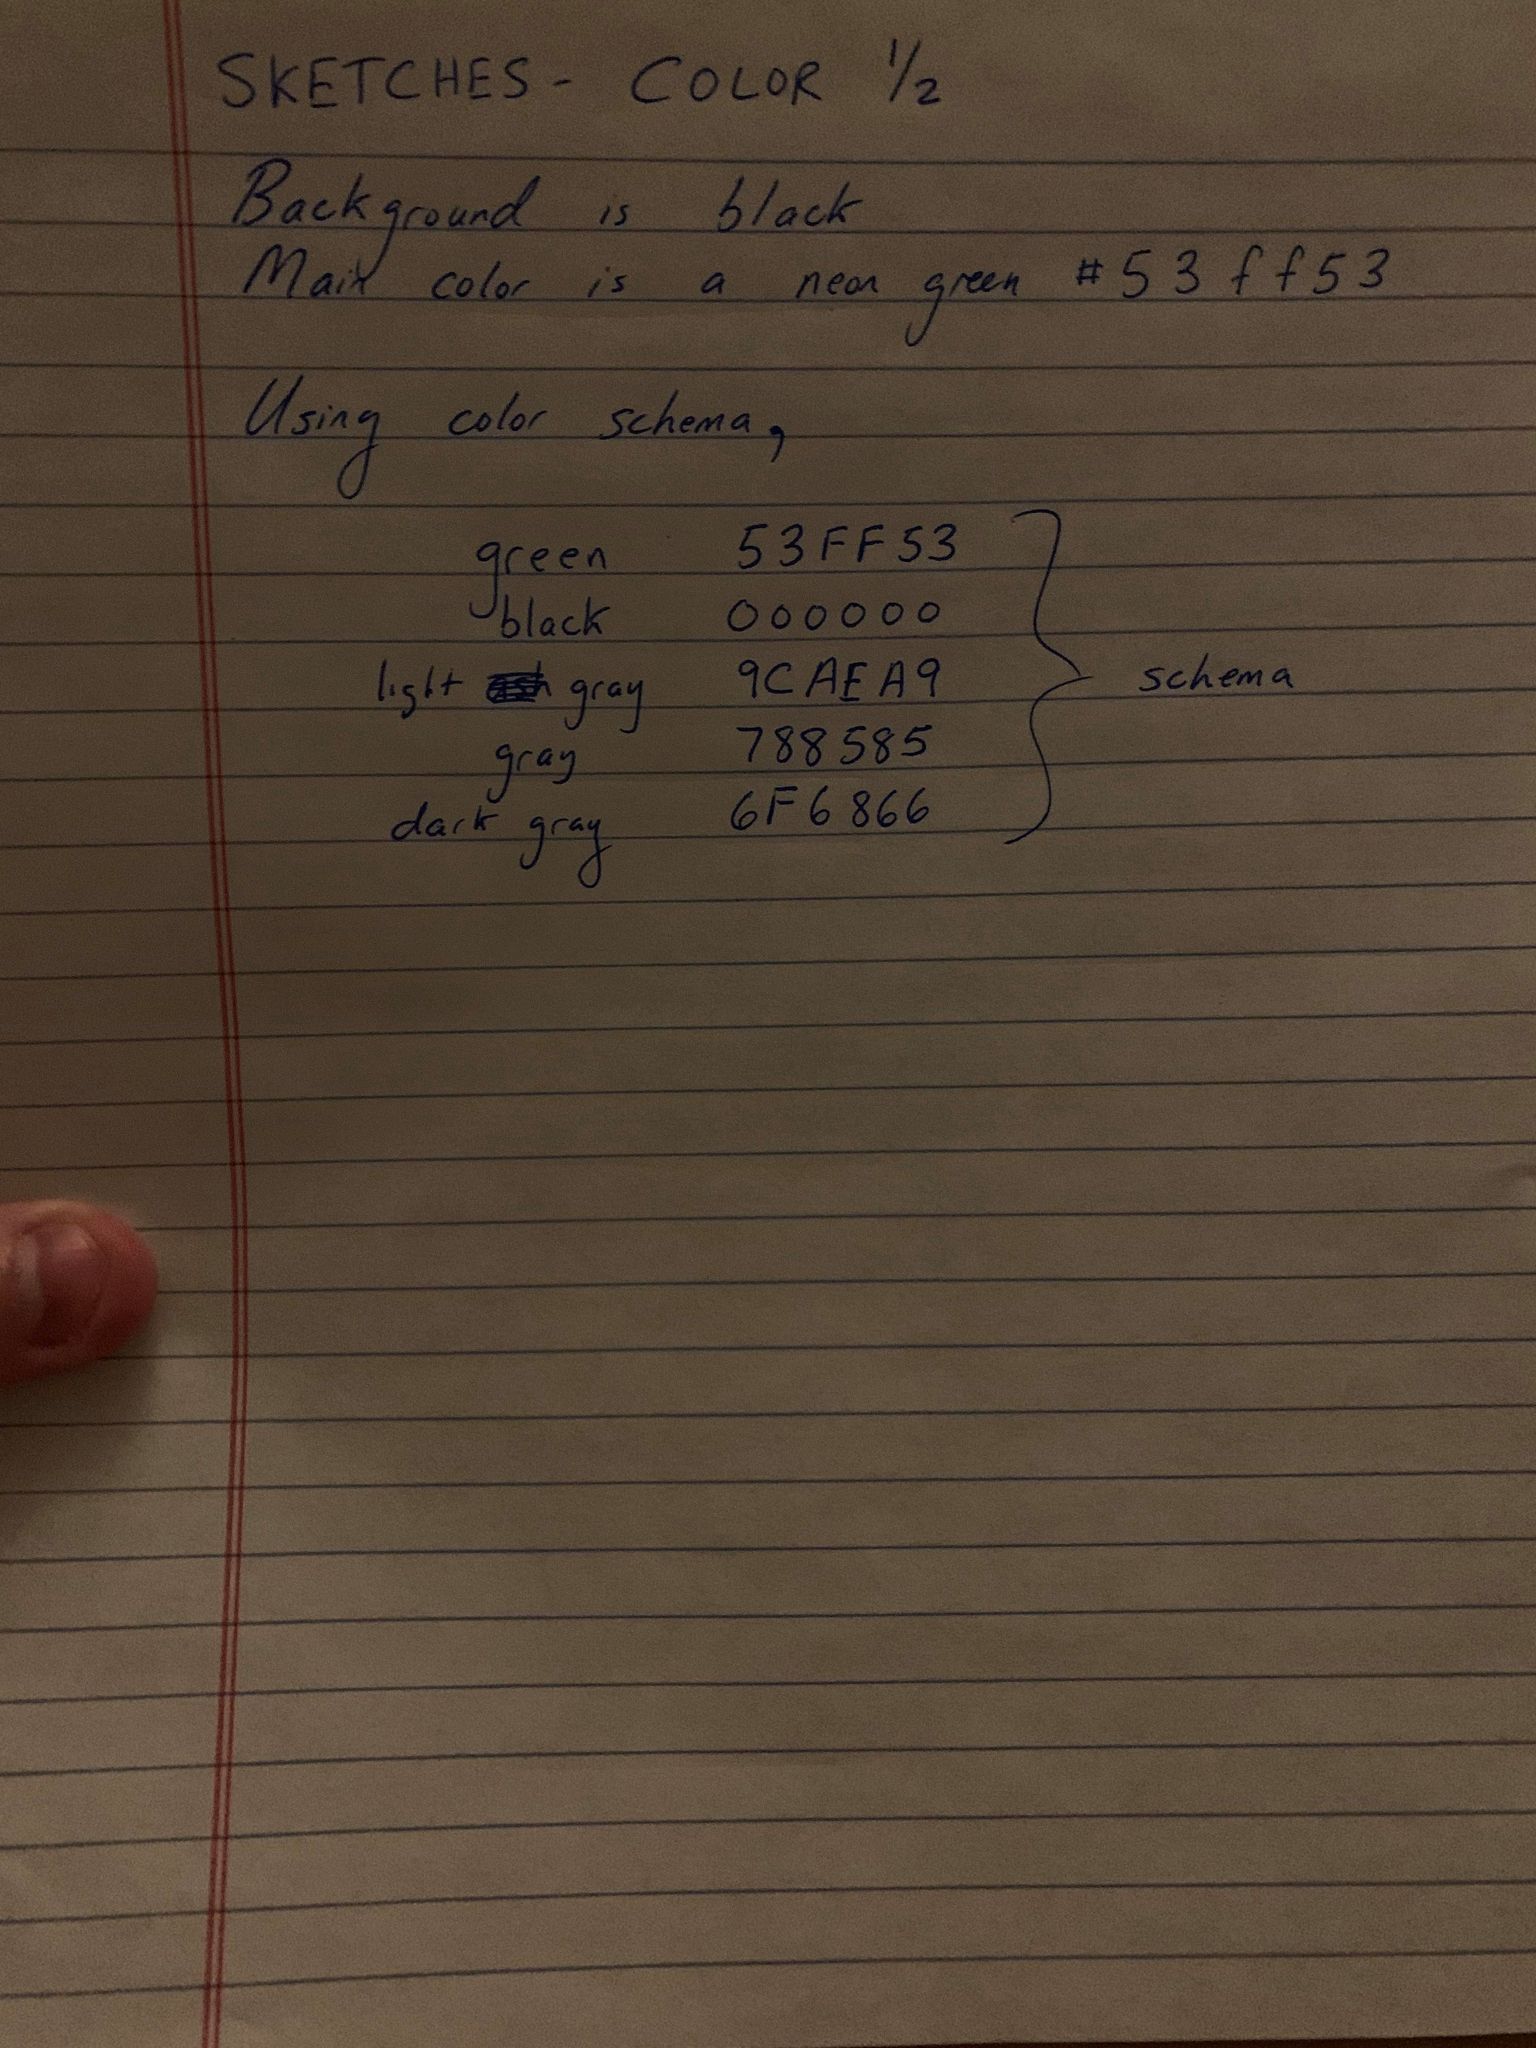 SKETCHES - COLOR 1/2
Background is black
Main color is a neon green #53ff53
Using color schema,
green 53FF53
black 000000
light gray 9CAEA9
gray 788585
dark gray 6F6866
schema